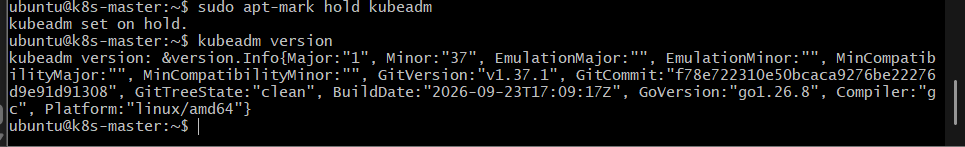 ubuntu@k8s-master:~$ sudo apt-mark hold kubeadm
kubeadm set on hold.
ubuntu@k8s-master:~$ kubeadm version
kubeadm version: &version.Info{Major:"1", Minor:"37", EmulationMajor:"", EmulationMinor:"", MinCompatib
ilityMajor:"", MinCompatibilityMinor:"", GitVersion:"v1.37.1", GitCommit:"f78e722310e50bcaca9276be22276
d9e91d91308", GitTreeState:"clean", BuildDate:"2026-09-23T17:09:17Z", GoVersion:"go1.26.8", Compiler:"g
c", Platform:"linux/amd64"}
ubuntu@k8s-master:~$